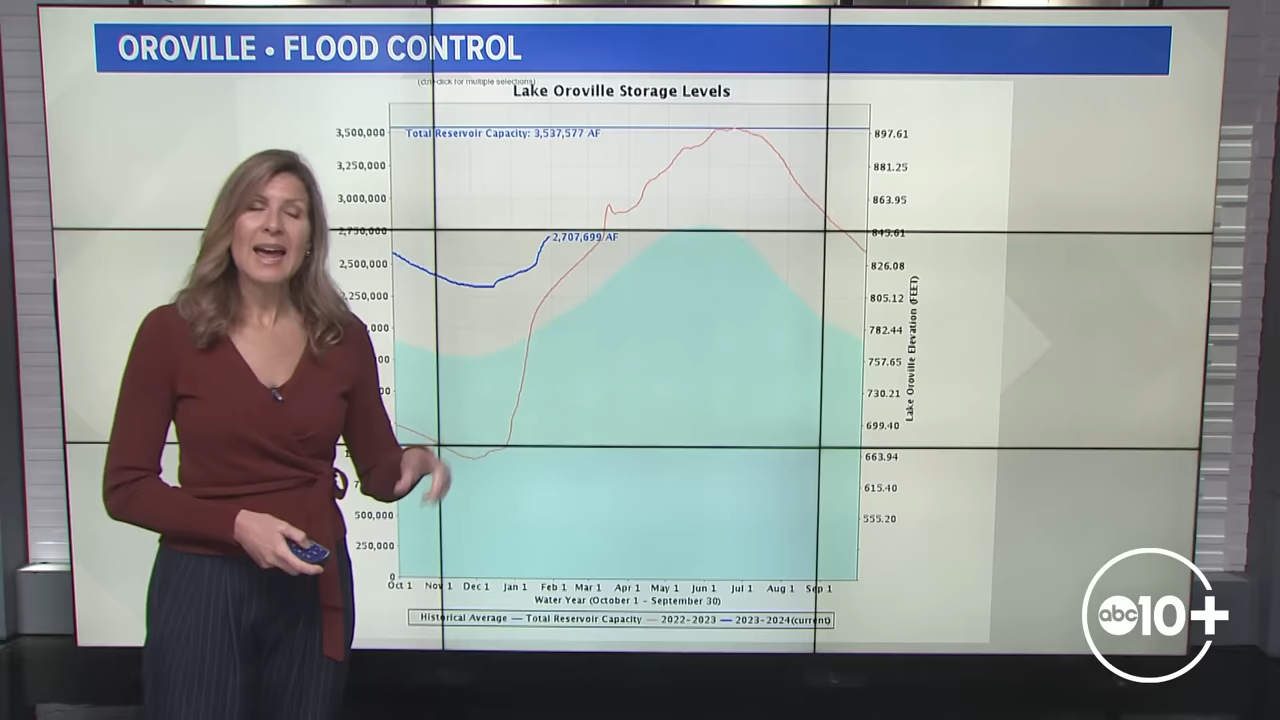 OROVILLE • FLOOD CONTROL
(ctrl-click for multiple selections)
Lake Oroville Storage Levels
Total Reservoir Capacity: 3,537,577 AF
3,500,000
3,250,000
3,000,000
2,750,000
2,500,000
2,250,000
500,000
250,000
0
2,707,699 AF
897.61
881.25
863.95
845.61
826.08
805.12
782.44
757.65
730.21
699.40
663.94
615.40
555.20
Lake Oroville Elevation (FEET)
Oct 1 Nov 1 Dec 1 Jan 1 Feb 1 Mar 1 Apr 1 May 1 Jun 1 Jul 1 Aug 1 Sep 1
Water Year (October 1 - September 30)
Historical Average — Total Reservoir Capacity — 2022-2023 — 2023-2024(current)
abc10+